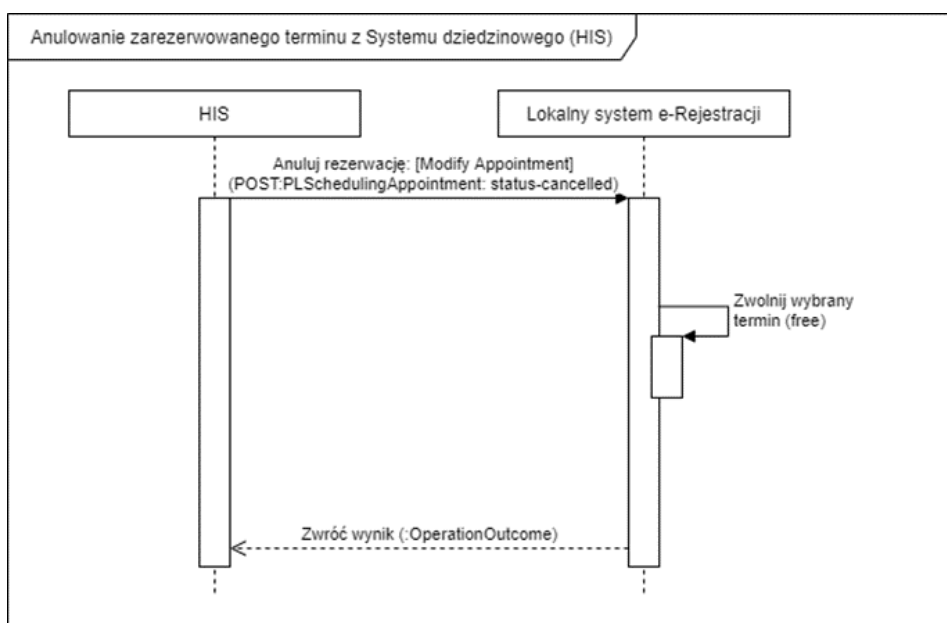 Anulowanie zarezerwowanego terminu z Systemu dziedzinowego (HIS)
HIS
Lokalny system e-Rejestracji
Anuluj rezerwację: [Modify Appointment]
(POST:PLSchedulingAppointment: status-cancelled)
Zwolnij wybrany
termin (free)
Zwróć wynik (:OperationOutcome)